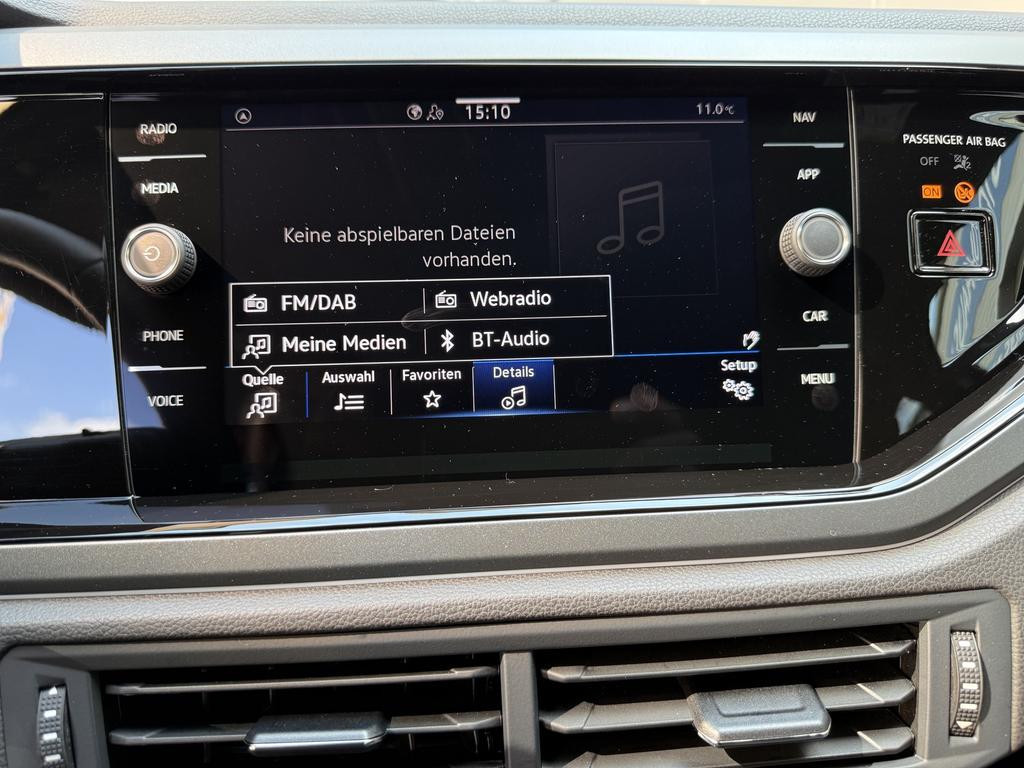 RADIO
MEDIA
PHONE
VOICE
15:10
11.0°C
Keine abspielbaren Dateien
vorhanden.
FM/DAB
Webradio
Meine Medien
BT-Audio
Quelle
Auswahl
Favoriten
Details
Setup
NAV
APP
CAR
MENU
PASSENGER AIR BAG
OFF
ON